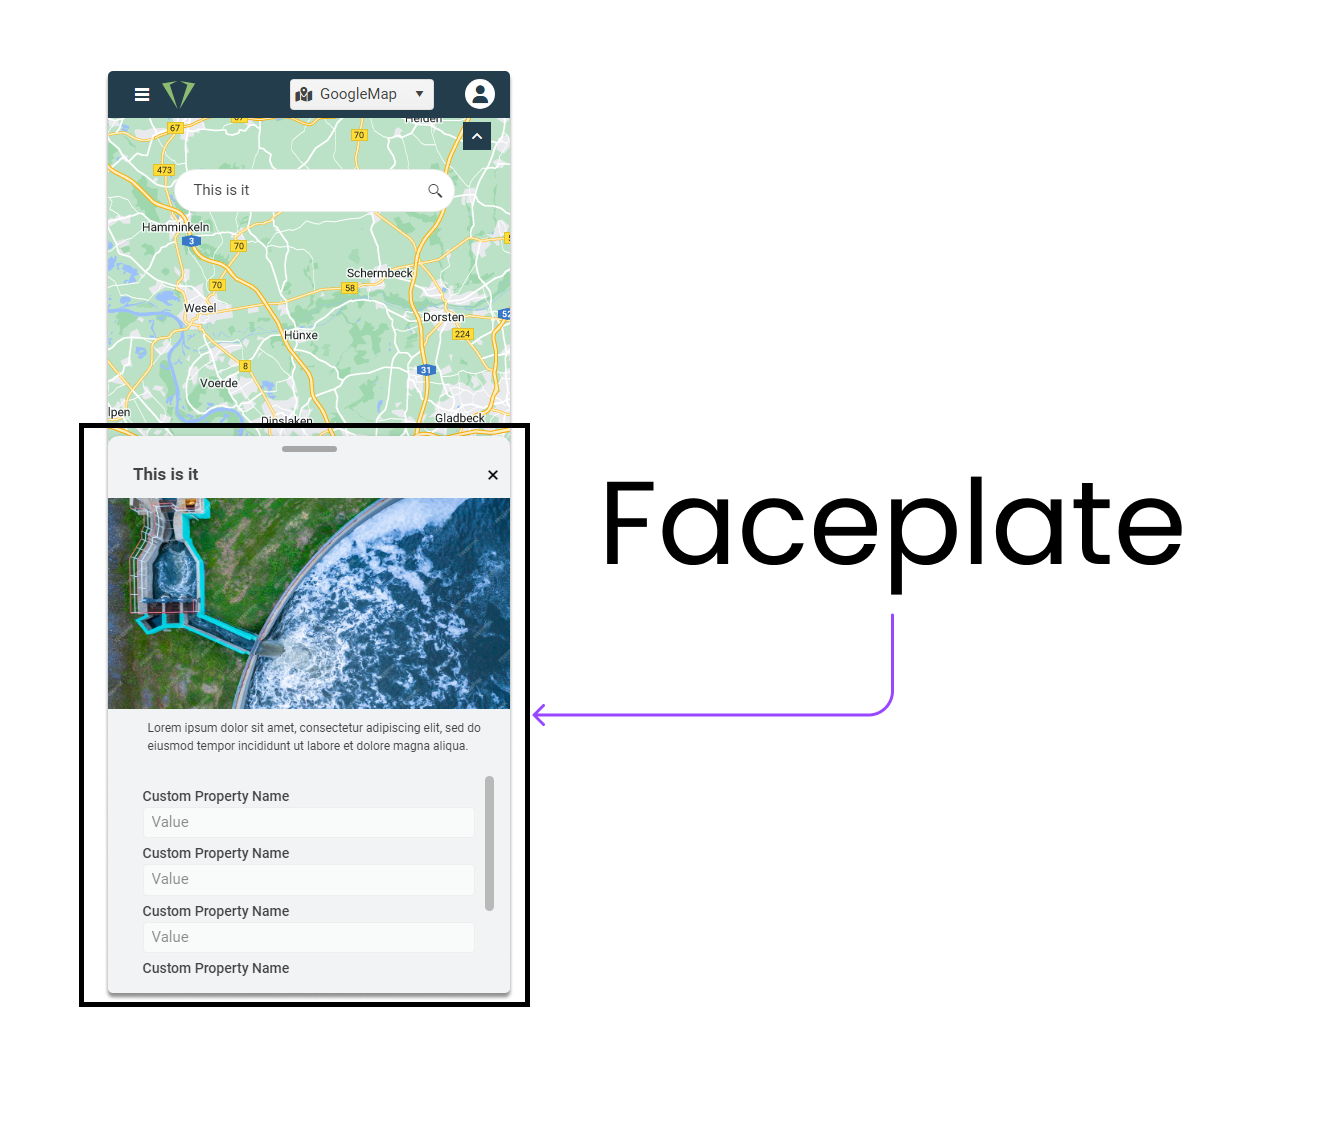 GoogleMap
67
67
Helden
70
473
This is it
Hamminkeln
3
70
Schermbeck
70
58
Wesel
Dorsten
52
Hünxe
224
8
31
Voerde
lpen
Dinslaken
Gladbeck
This is it
Faceplate
Lorem ipsum dolor sit amet, consectetur adipiscing elit, sed do
eiusmod tempor incididunt ut labore et dolore magna aliqua.
Custom Property Name
Value
Custom Property Name
Value
Custom Property Name
Value
Custom Property Name